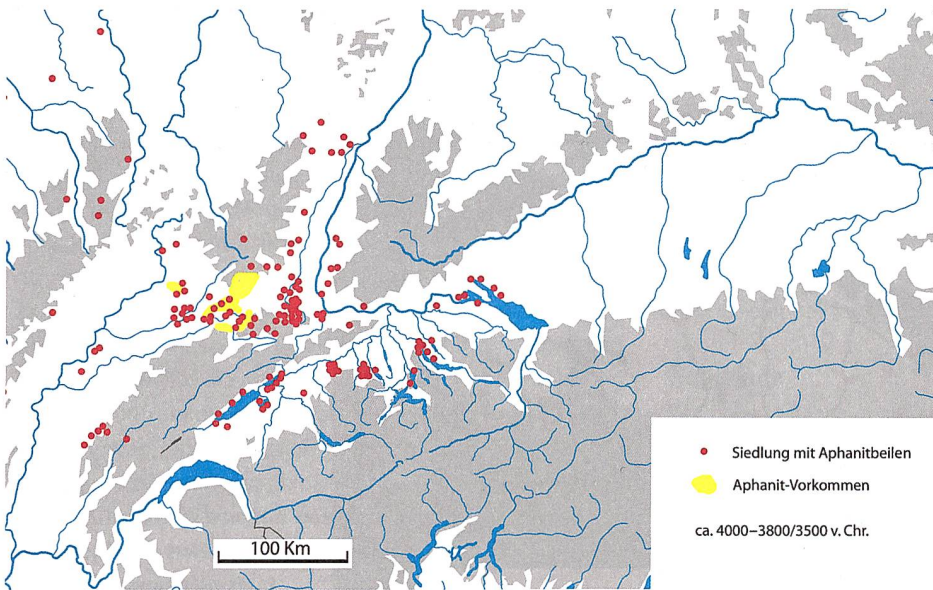 Siedlung mit Aphanitbeilen
Aphanit-Vorkommen
ca. 4000–3800/3500 v. Chr.
100 Km